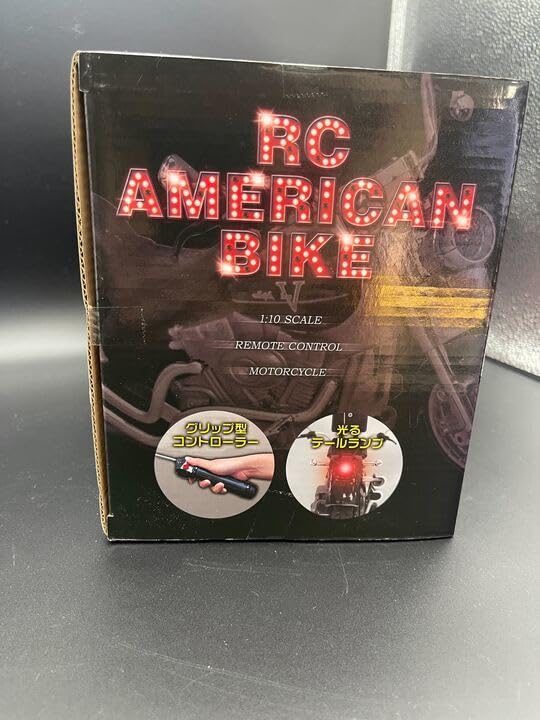 RC
AMERICAN
BIKE
1:10 SCALE
REMOTE CONTROL
MOTORCYCLE
グリップ型
コントローラー
光る
テールランプ